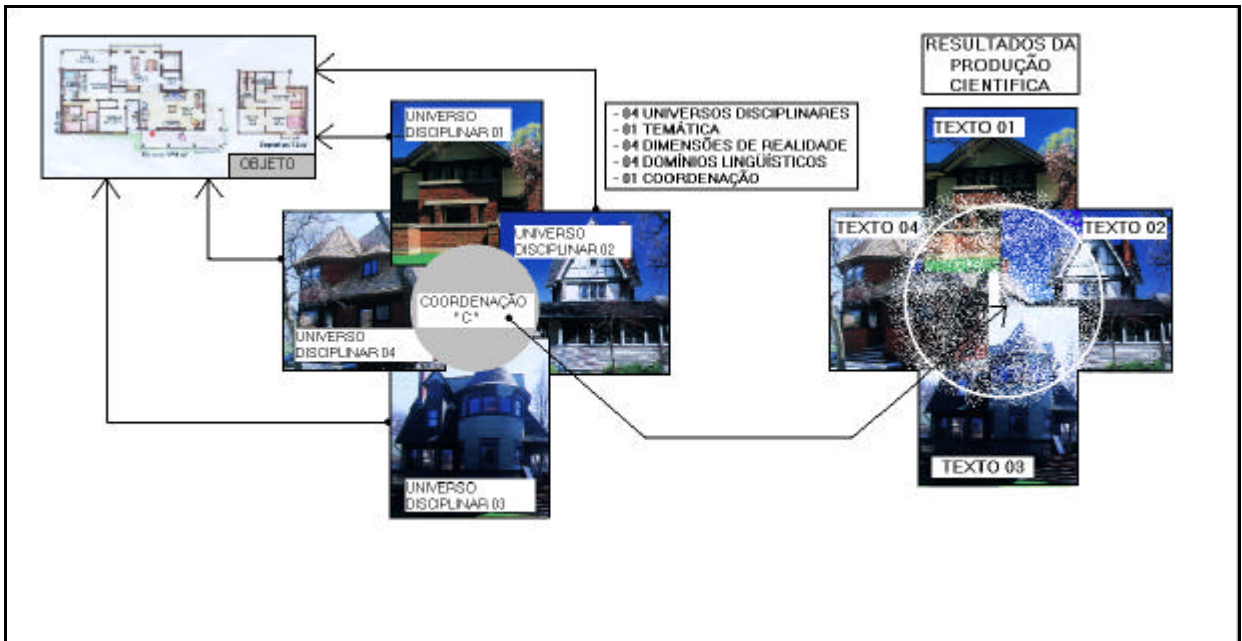 OBJETO
UNIVERSO
DISCIPLINAR 01
- 04 UNIVERSOS DISCIPLINARES
- 01 TEMÁTICA
- 04 DIMENSÕES DE REALIDADE
- 04 DOMÍNIOS LINGÜÍSTICOS
- 01 COORDENAÇÃO
UNIVERSO
DISCIPLINAR 02
COORDENAÇÃO
"C"
UNIVERSO
DISCIPLINAR 04
UNIVERSO
DISCIPLINAR 03
RESULTADOS DA
PRODUÇÃO
CIENTIFICA
TEXTO 01
TEXTO 04
TEXTO 02
TEXTO 03